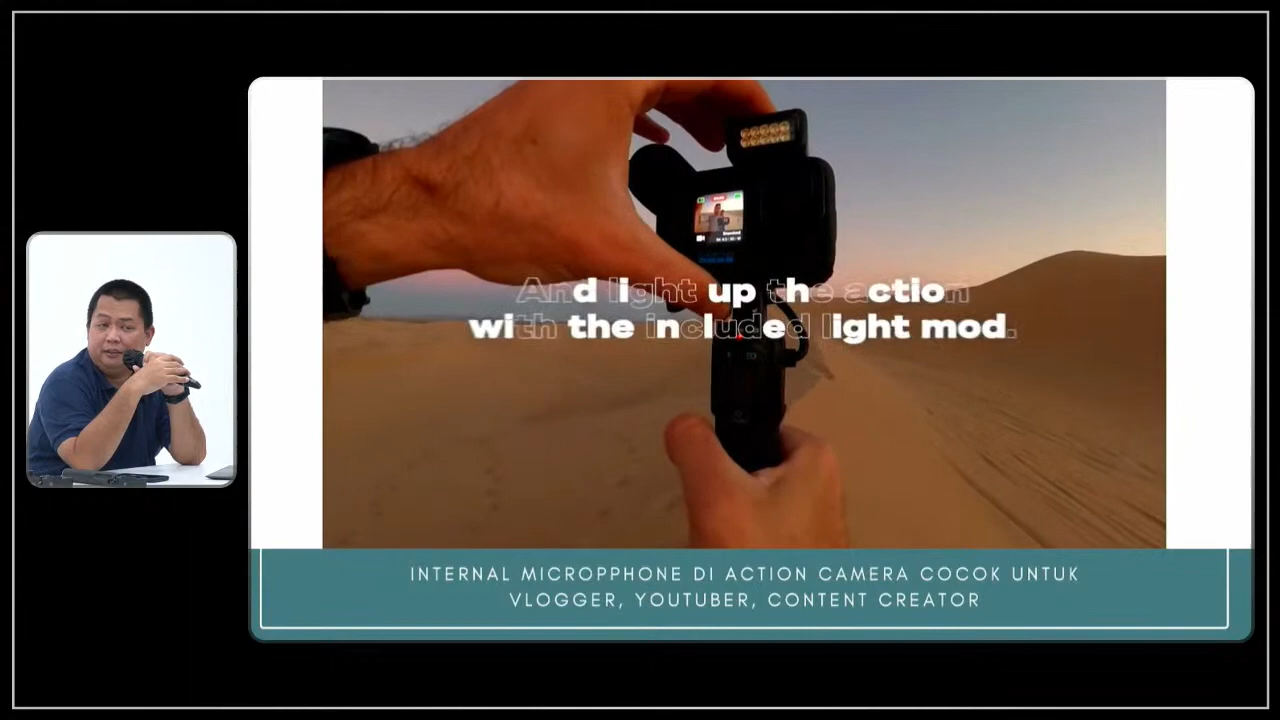 And light up the action
with the included light mod.
INTERNAL MICROPPHONE DI ACTION CAMERA COCOK UNTUK
VLOGGER, YOUTUBER, CONTENT CREATOR